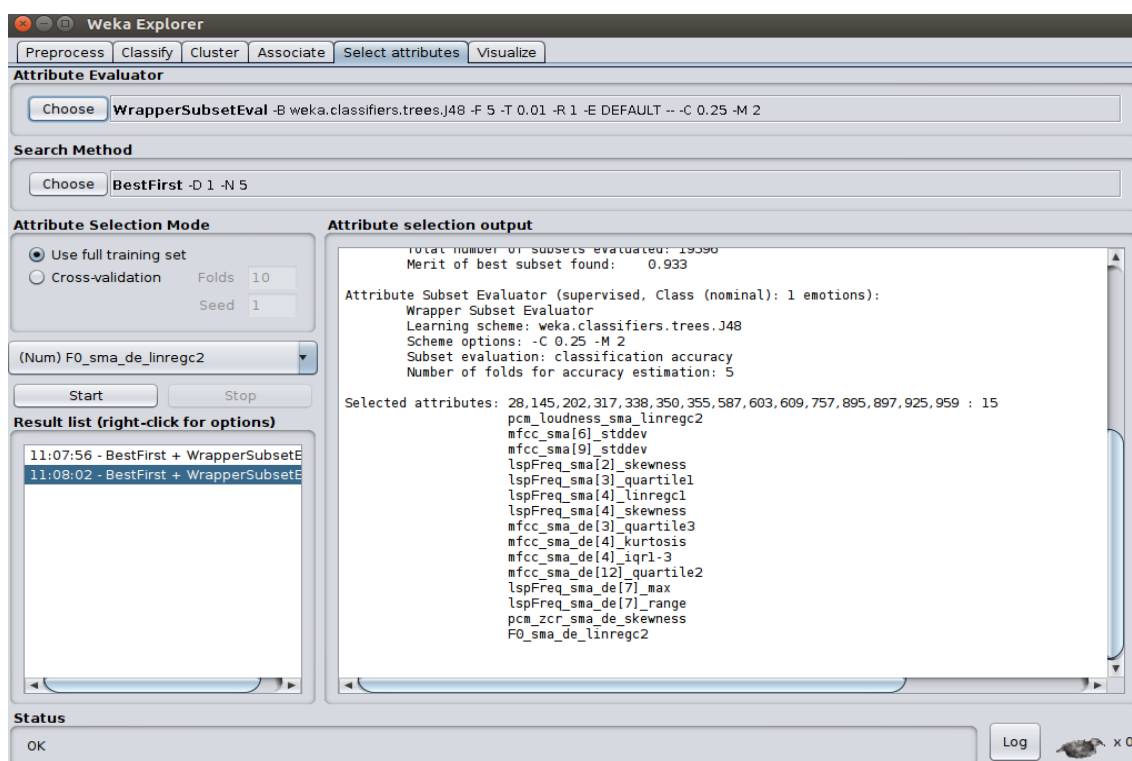 Weka Explorer
Preprocess Classify Cluster Associate Select attributes Visualize
Attribute Evaluator
Choose WrapperSubsetEval -B weka.classifiers.trees.J48 -F 5 -T 0.01 -R 1 -E DEFAULT -- -C 0.25 -M 2
Search Method
Choose BestFirst -D 1 -N 5
Attribute Selection Mode
Use full training set
Cross-validation Folds 10
Seed 1
(Num) F0_sma_de_linregc2
Start Stop
Result list (right-click for options)
11:07:56 - BestFirst + WrapperSubsetE
11:08:02 - BestFirst + WrapperSubsetE
Attribute selection output
Total number of subsets evaluated: 19596
Merit of best subset found: 0.933
Attribute Subset Evaluator (supervised, Class (nominal): 1 emotions):
Wrapper Subset Evaluator
Learning scheme: weka.classifiers.trees.J48
Scheme options: -C 0.25 -M 2
Subset evaluation: classification accuracy
Number of folds for accuracy estimation: 5
Selected attributes: 28,145,202,317,338,350,355,587,603,609,757,895,897,925,959 : 15
pcm_loudness_sma_linregc2
mfcc_sma[6]_stddev
mfcc_sma[9]_stddev
lspFreq_sma[2]_skewness
lspFreq_sma[3]_quartile1
lspFreq_sma[4]_linregc1
lspFreq_sma[4]_skewness
mfcc_sma_de[3]_quartile3
mfcc_sma_de[4]_kurtosis
mfcc_sma_de[4]_iqr1-3
mfcc_sma_de[12]_quartile2
lspFreq_sma_de[7]_max
lspFreq_sma_de[7]_range
pcm_zcr_sma_de_skewness
F0_sma_de_linregc2
Status
OK
Log
x 0